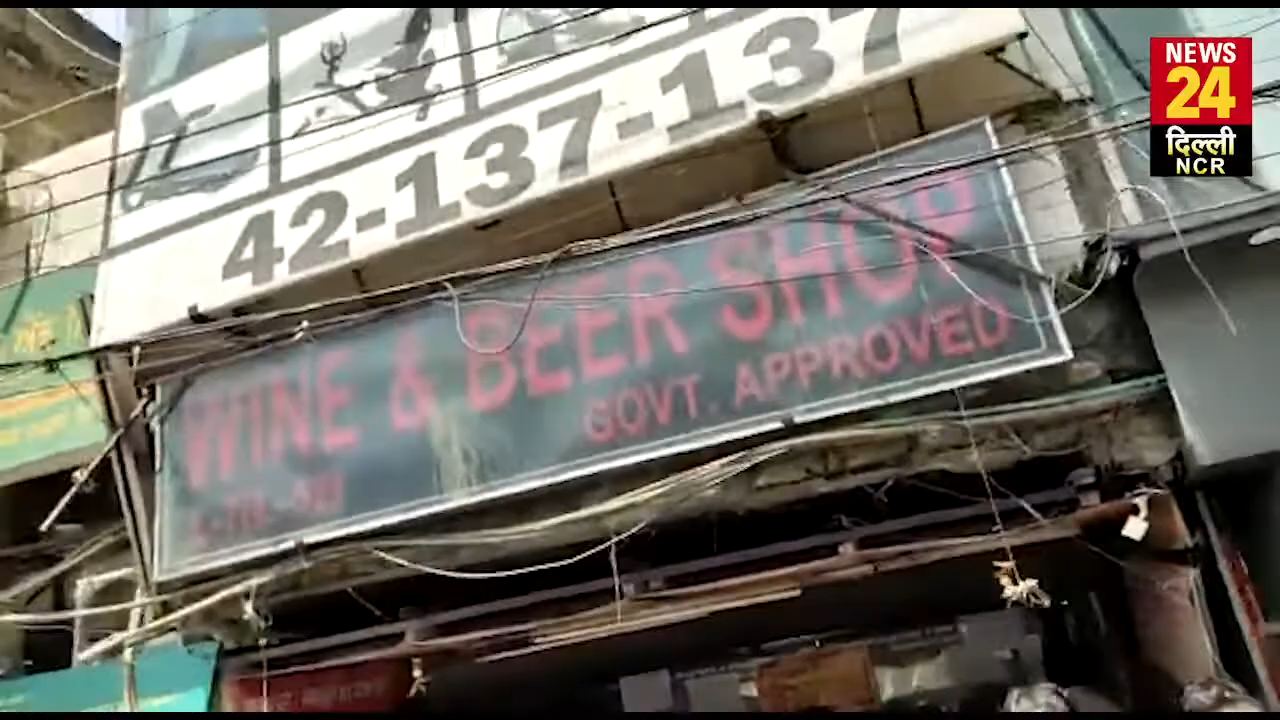 NEWS
24
दिल्ली
NCR
42-137-137
WINE & BEER SHOP
GOVT. APPROVED